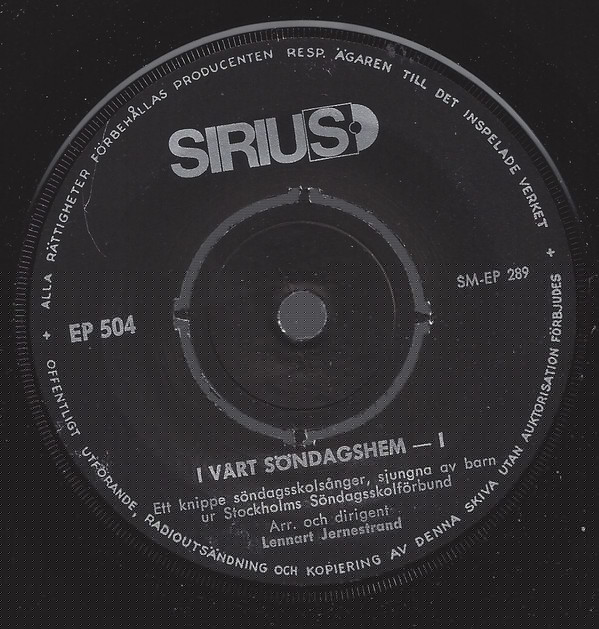 ALLA RÄTTIGHETER FÖRBEHÅLLAS PRODUCENTEN RESP. ÄGAREN TILL DET INSPELADE VERKET +
SIRIUS
SM-EP 289
EP 504
I VÅRT SÖNDAGSHEM — I
Ett knippe söndagsskolsånger, sjungna av barn
ur Stockholms Söndagsskolförbund
Arr. och dirigent
Lennart Jernestrand
+ OFFENTLIGT UTFÖRANDE, RADIOUTSÄNDNING OCH KOPIERING AV DENNA SKIVA UTAN AUKTORISATION FÖRBJUDES